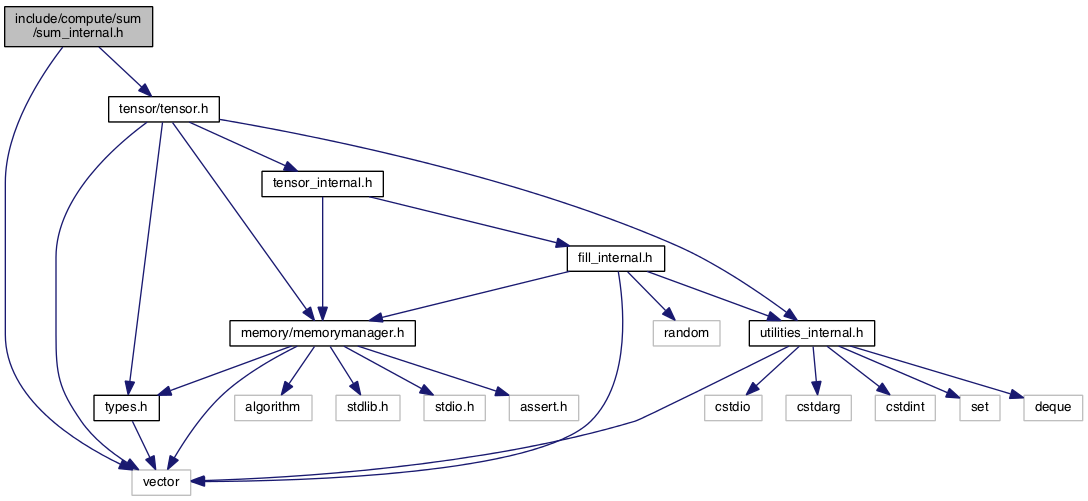 include/compute/sum
/sum_internal.h
tensor/tensor.h
tensor_internal.h
fill_internal.h
memory/memorymanager.h
random
utilities_internal.h
types.h
algorithm
stdlib.h
stdio.h
assert.h
cstdio
cstdarg
cstdint
set
deque
vector